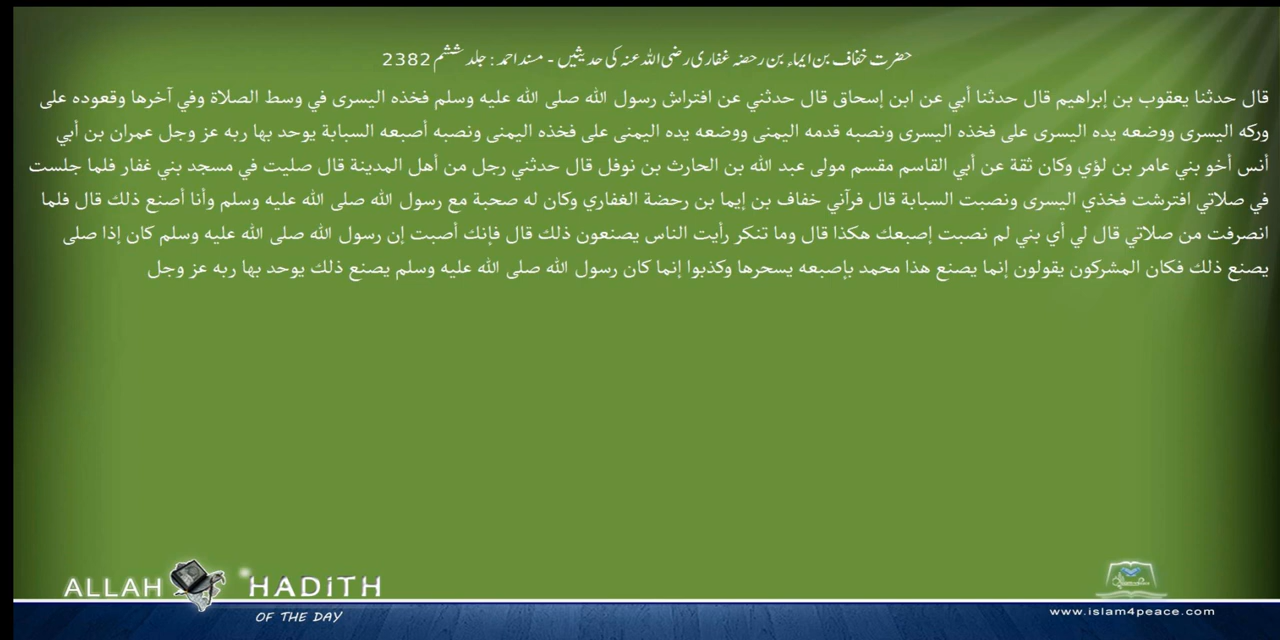 حضرت خفاف بن ایماء بن رحضہ غفاری رضی اللہ عنہ کی حدیثیں - مسند احمد : جلد ششم 2382
قال حدثنا يعقوب بن إبراهيم قال حدثنا أبي عن ابن إسحاق قال حدثني عن افتراش رسول الله صلى الله عليه وسلم فخذه اليسرى في وسط الصلاة وفي آخرها وقعوده على
وركه اليسرى ووضعه يده اليسرى على فخذه اليسرى ونصبه قدمه اليمنى ووضعه يده اليمنى على فخذه اليمنى ونصبه أصبعه السبابة يوحد بها ربه عز وجل عمران بن أبي
أنس أخو بني عامر بن لؤي وكان ثقة عن أبي القاسم مقسم مولى عبد الله بن الحارث بن نوفل قال حدثني رجل من أهل المدينة قال صليت في مسجد بني غفار فلما جلست
في صلاتي افترشت فخذي اليسرى ونصبت السبابة قال فرآني خفاف بن إيما بن رحضة الغفاري وكان له صحبة مع رسول الله صلى الله عليه وسلم وأنا أصنع ذلك قال فلما
انصرفت من صلاتي قال لي أي بني لم نصبت إصبعك هكذا قال وما تنكر رأيت الناس يصنعون ذلك قال فإنك أصبت إن رسول الله صلى الله عليه وسلم كان إذا صلى
يصنع ذلك فكان المشركون يقولون إنما يصنع هذا محمد بإصبعه يسحرها وكذبوا إنما كان رسول الله صلى الله عليه وسلم يصنع ذلك يوحد بها ربه عز وجل
ALLAH HADITH
OF THE DAY
www.islam4peace.com